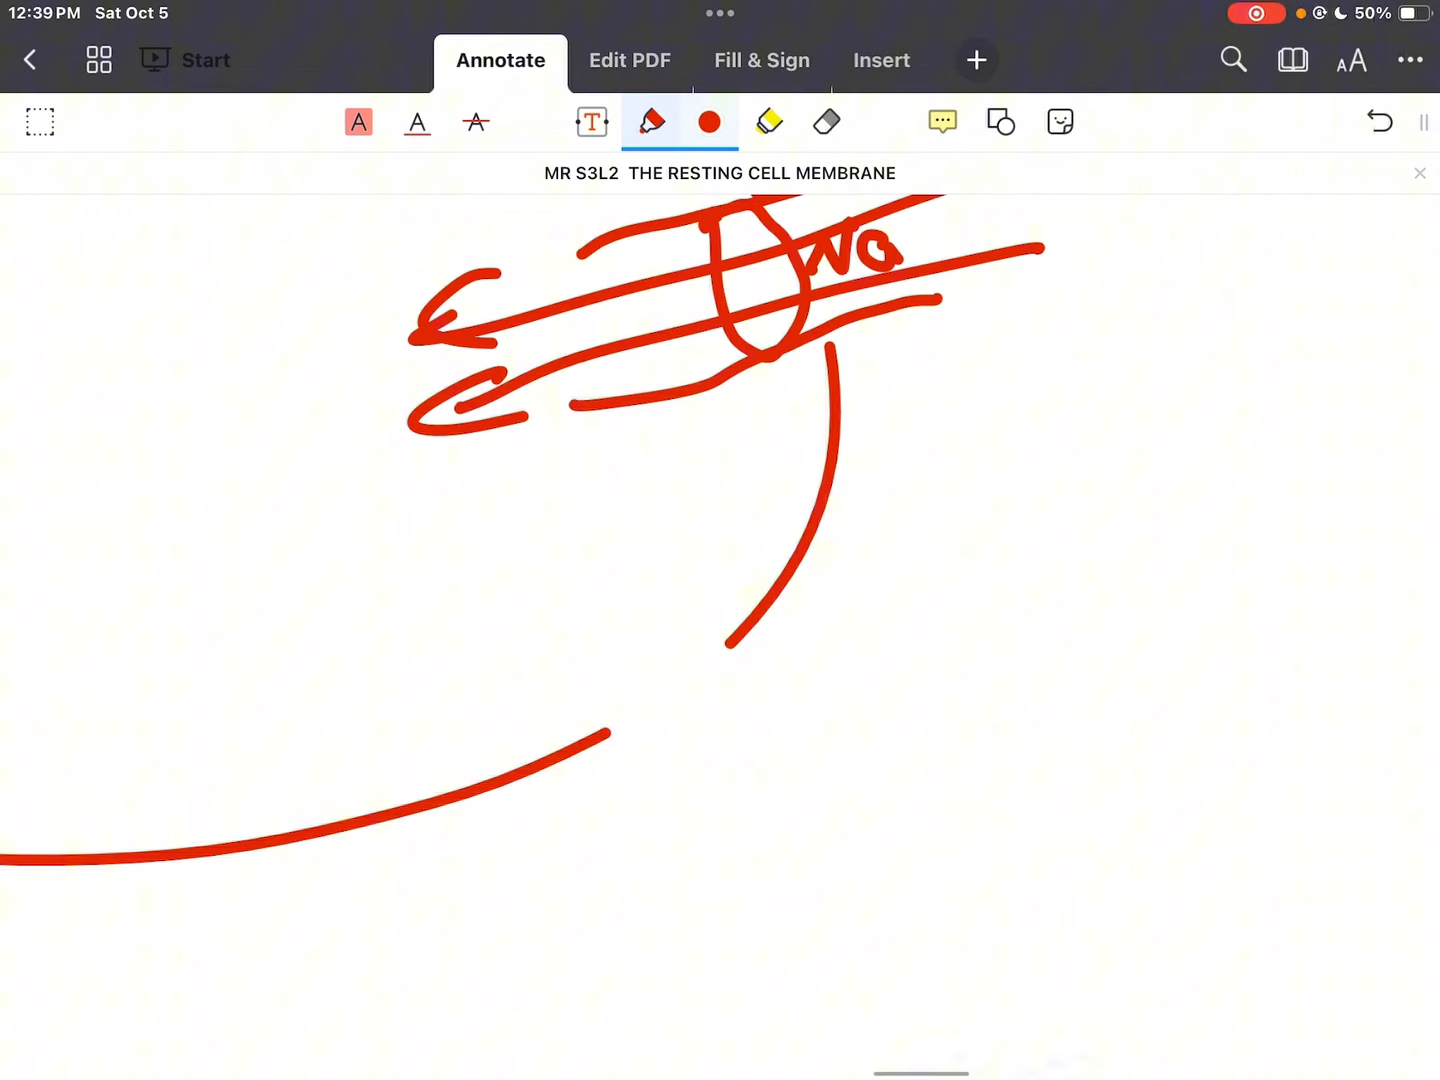 12:39 PM Sat Oct 5 50%
Start Annotate Edit PDF Fill & Sign Insert
MR S3L2 THE RESTING CELL MEMBRANE
Na